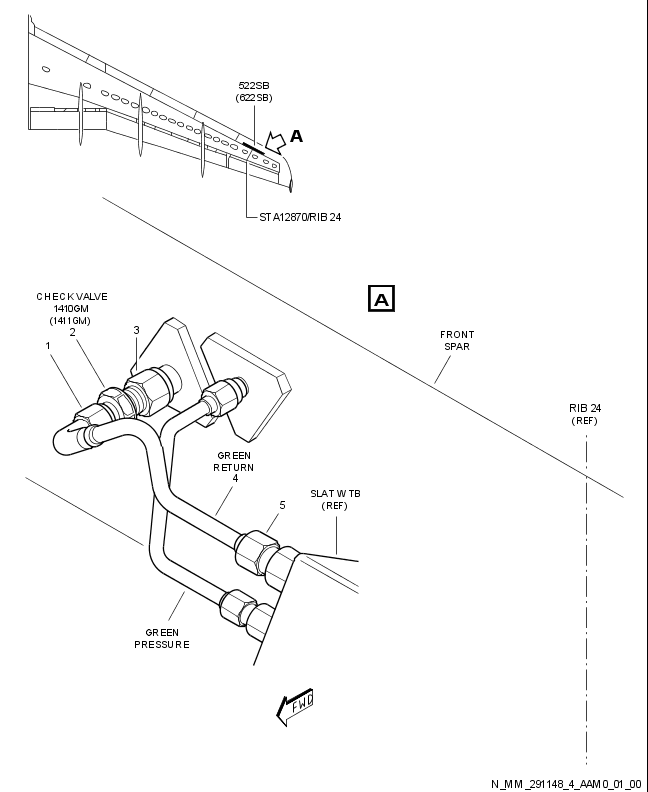 522SB
(622SB)
A
STA12870/RIB 24
A
CHECK VALVE
1410GM
(1411GM)
2
3
1
FRONT
SPAR
RIB 24
(REF)
GREEN
RETURN
4
SLAT WTB
(REF)
5
GREEN
PRESSURE
FWD
N_MM_291148_4_AAM0_01_00